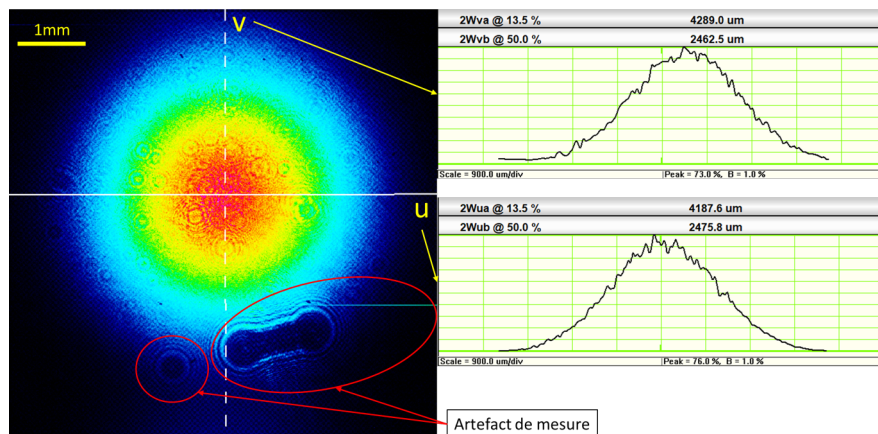 1mm
v
2Wva @ 13.5 % 4289.0 um
2Wvb @ 50.0 % 2462.5 um
Scale = 900.0 um/div Peak = 73.0 %, B = 1.0 %
u
2Wua @ 13.5 % 4187.6 um
2Wub @ 50.0 % 2475.8 um
Scale = 900.0 um/div Peak = 76.0 %, B = 1.0 %
Artefact de mesure